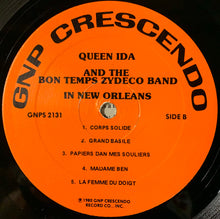 GNP CRESCENDO
QUEEN IDA
AND THE
BON TEMPS ZYDECO BAND
IN NEW ORLEANS
GNPS 2131
SIDE B
1. CORPS SOLIDE
2. GRAND BASILE
3. PAPIERS DAN MES SOULIERS
4. MADAME BEN
5. LA FEMME DU DOIGT
℗ 1980 GNP CRESCENDO
RECORD CO., INC.